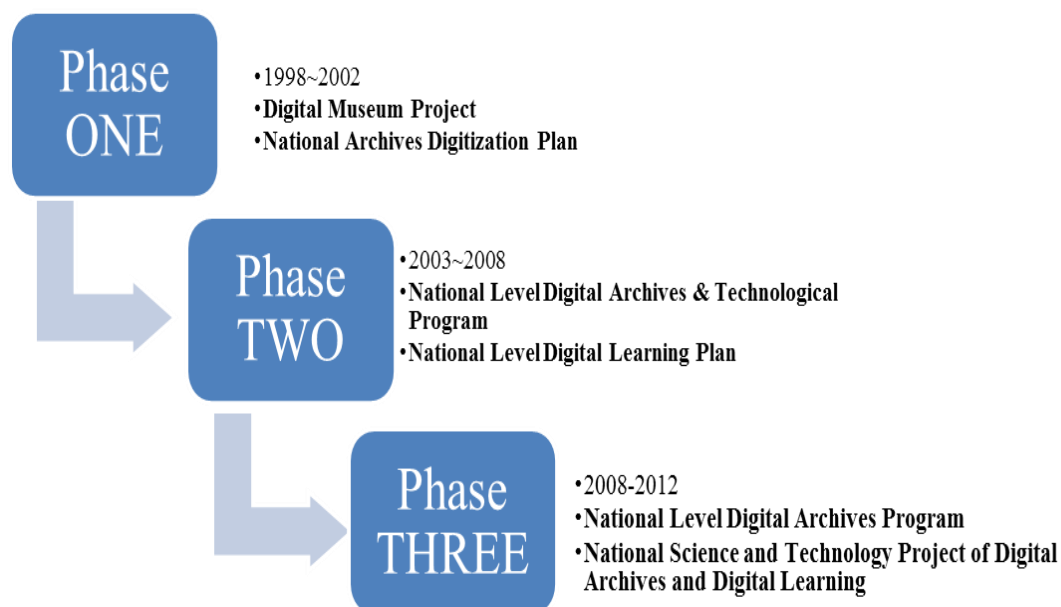 Phase
ONE
•1998~2002
•Digital Museum Project
•National Archives Digitization Plan
Phase
TWO
•2003~2008
•National Level Digital Archives & Technological
Program
•National Level Digital Learning Plan
Phase
THREE
•2008-2012
•National Level Digital Archives Program
•National Science and Technology Project of Digital
Archives and Digital Learning